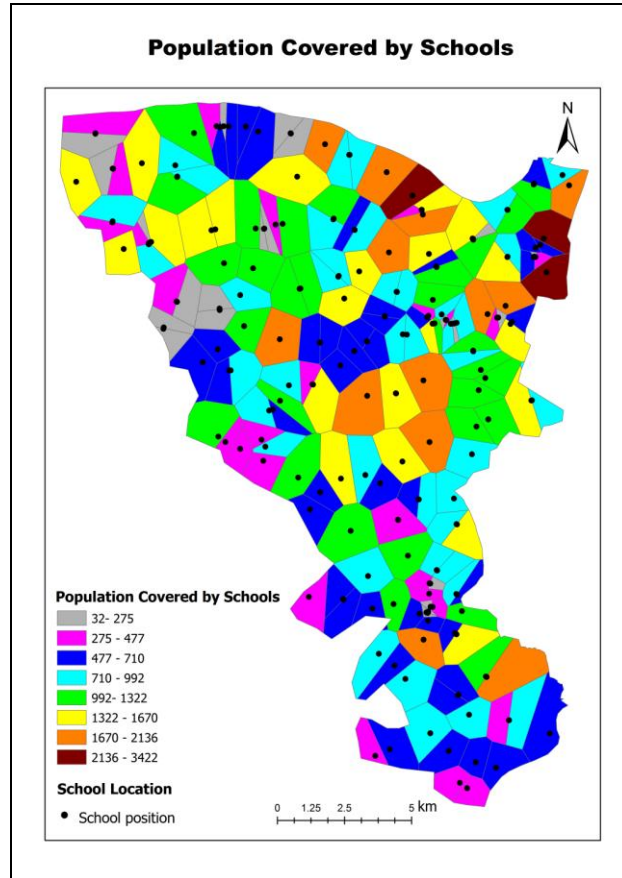 Population Covered by Schools
N
Population Covered by Schools
32- 275
275 - 477
477 - 710
710 - 992
992- 1322
1322 - 1670
1670 - 2136
2136 - 3422
School Location
School position
0 1.25 2.5 5 km